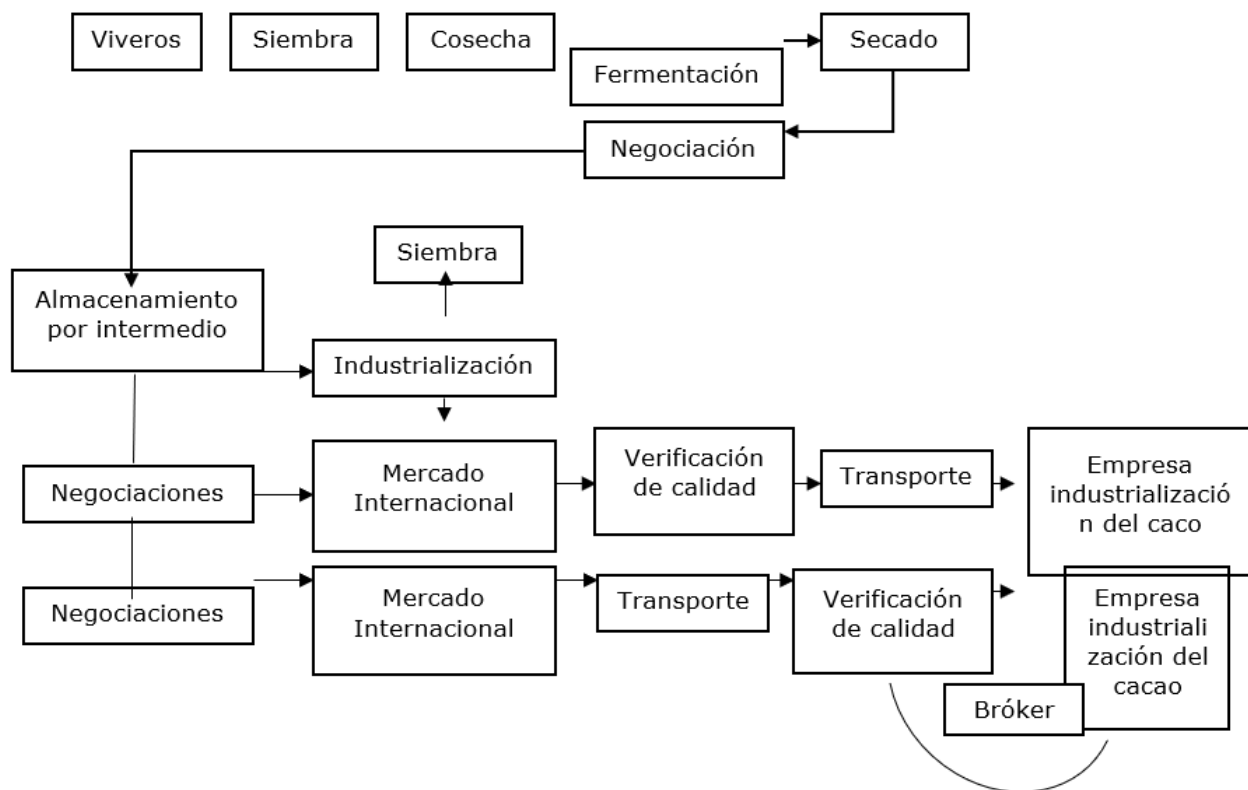 Viveros
Siembra
Cosecha
Fermentación
Secado
Negociación
Siembra
Almacenamiento
por intermedio
Industrialización
Negociaciones
Mercado
Internacional
Verificación
de calidad
Transporte
Empresa
industrializació
n del caco
Negociaciones
Mercado
Internacional
Transporte
Verificación
de calidad
Empresa
industriali
zación del
cacao
Bróker